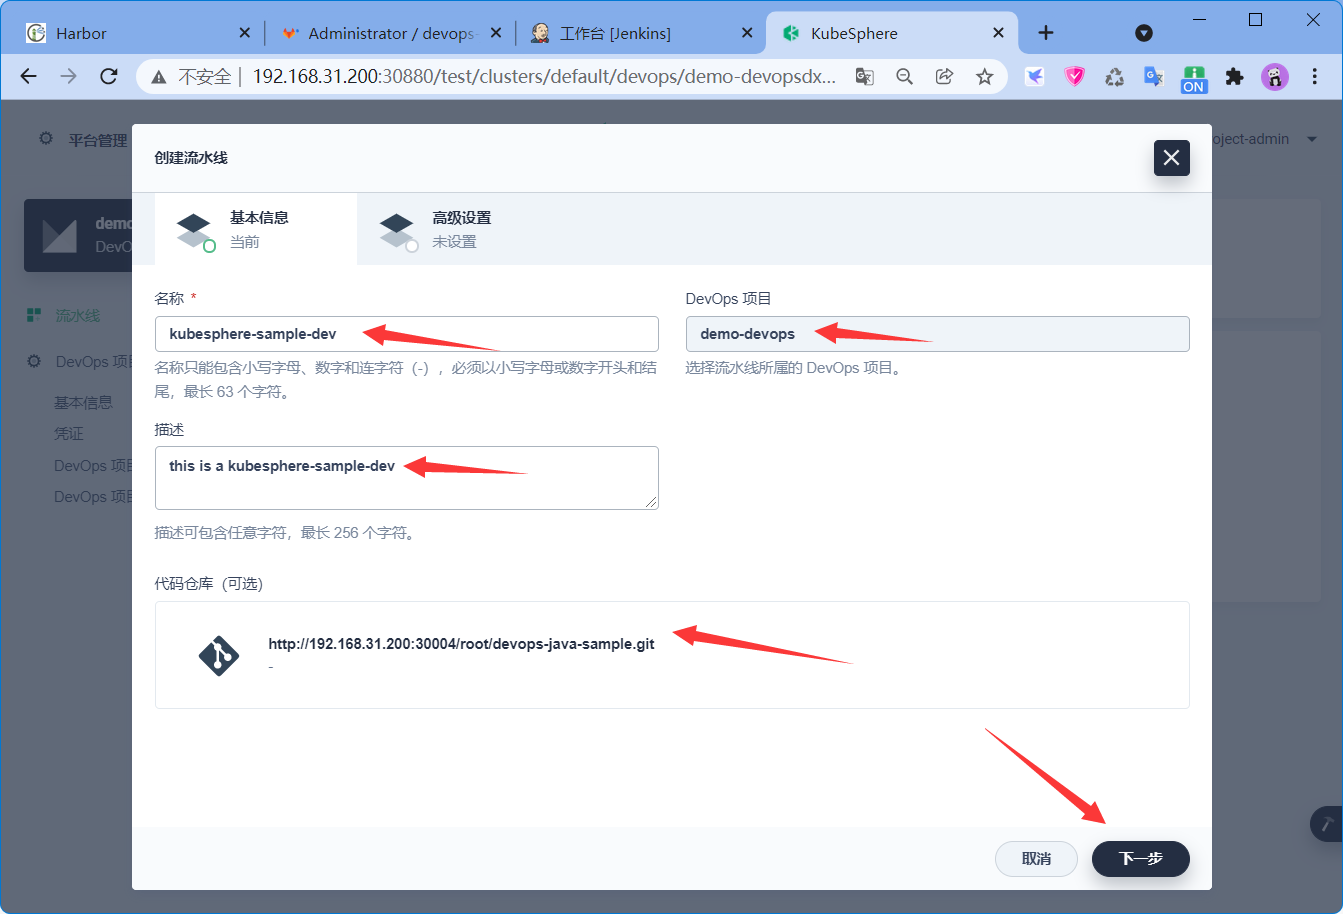 Harbor
Administrator / devops-
工作台 [Jenkins]
KubeSphere
不安全
192.168.31.200:30880/test/clusters/default/devops/demo-devopsdx...
ON
平台管理
oject-admin
创建流水线
demo
DevO
基本信息
当前
高级设置
未设置
流水线
DevOps 项目
基本信息
凭证
DevOps 项目
DevOps 项目
名称 *
kubesphere-sample-dev
名称只能包含小写字母、数字和连字符（-），必须以小写字母或数字开头和结
尾，最长 63 个字符。
DevOps 项目
demo-devops
选择流水线所属的 DevOps 项目。
描述
this is a kubesphere-sample-dev
描述可包含任意字符，最长 256 个字符。
代码仓库（可选）
http://192.168.31.200:30004/root/devops-java-sample.git
-
取消
下一步